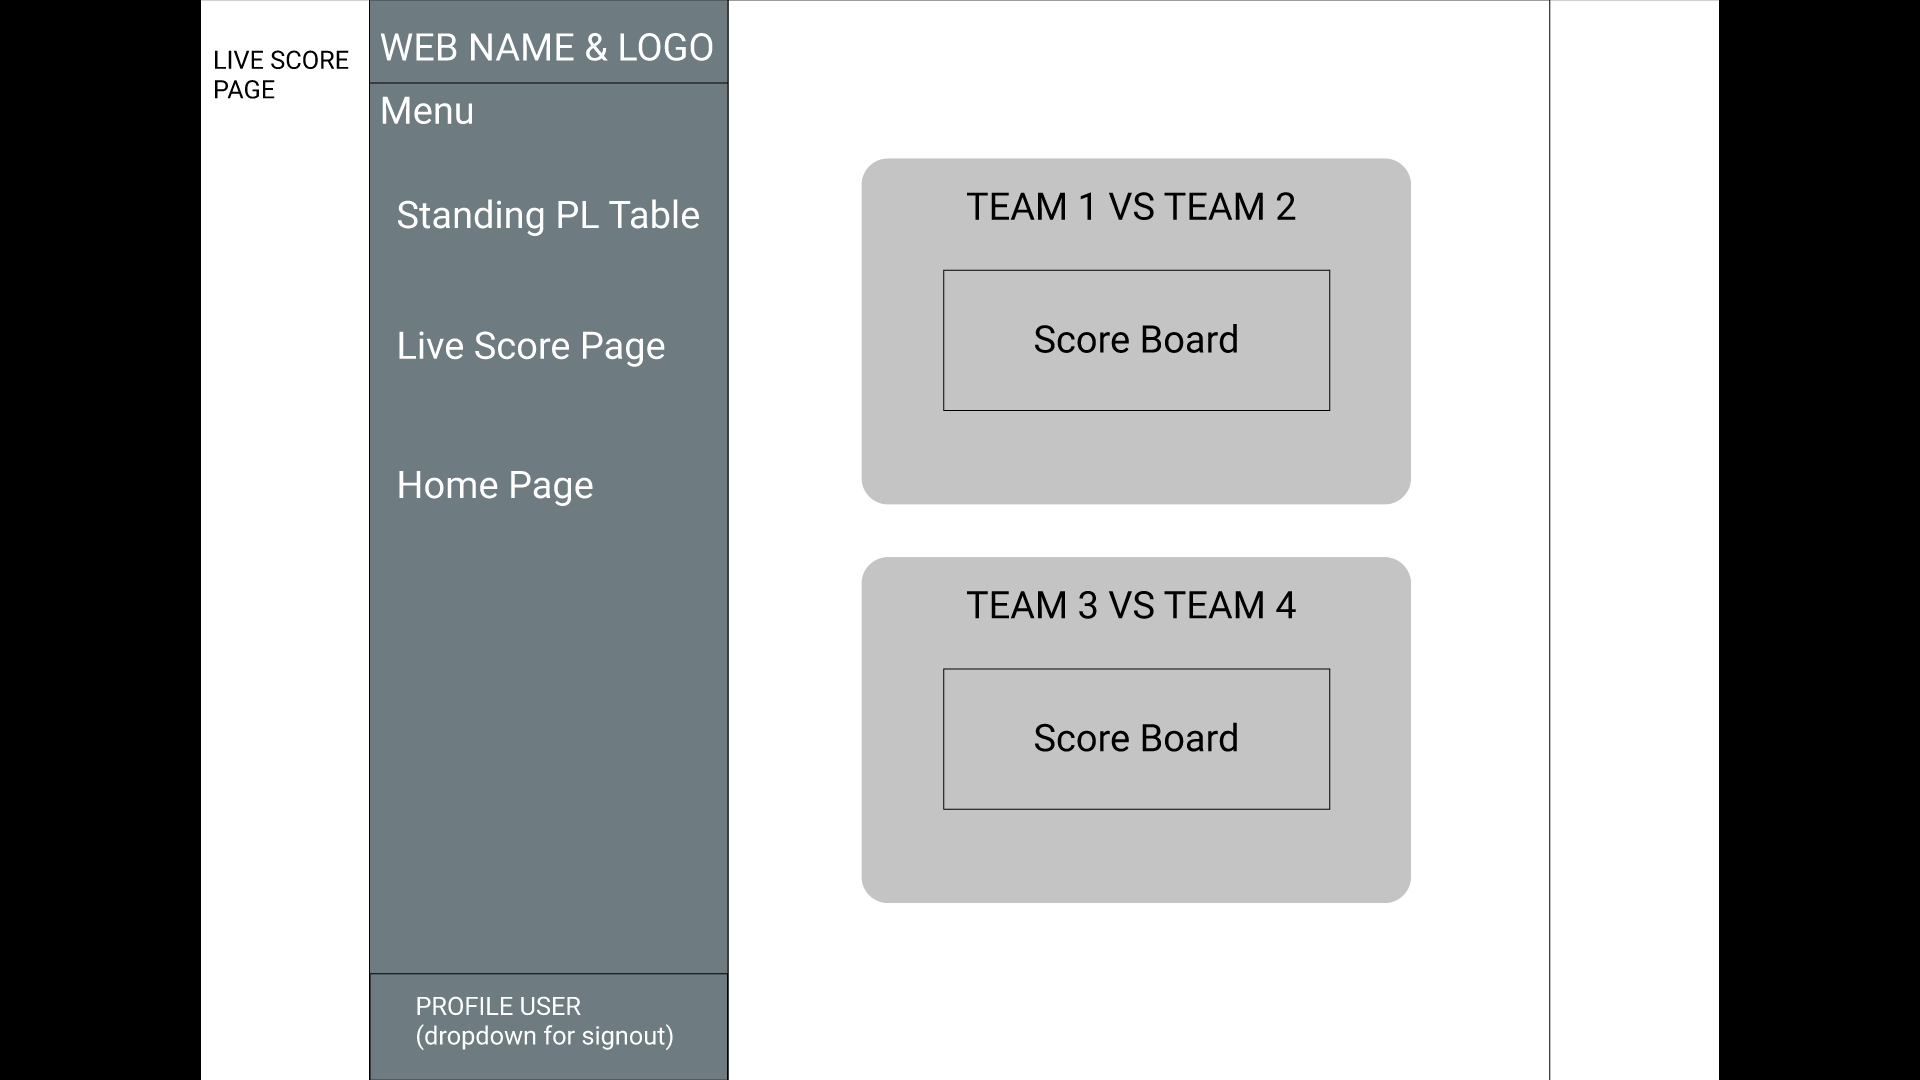 LIVE SCORE
PAGE
WEB NAME & LOGO
Menu
Standing PL Table
Live Score Page
Home Page
PROFILE USER
(dropdown for signout)
TEAM 1 VS TEAM 2
Score Board
TEAM 3 VS TEAM 4
Score Board